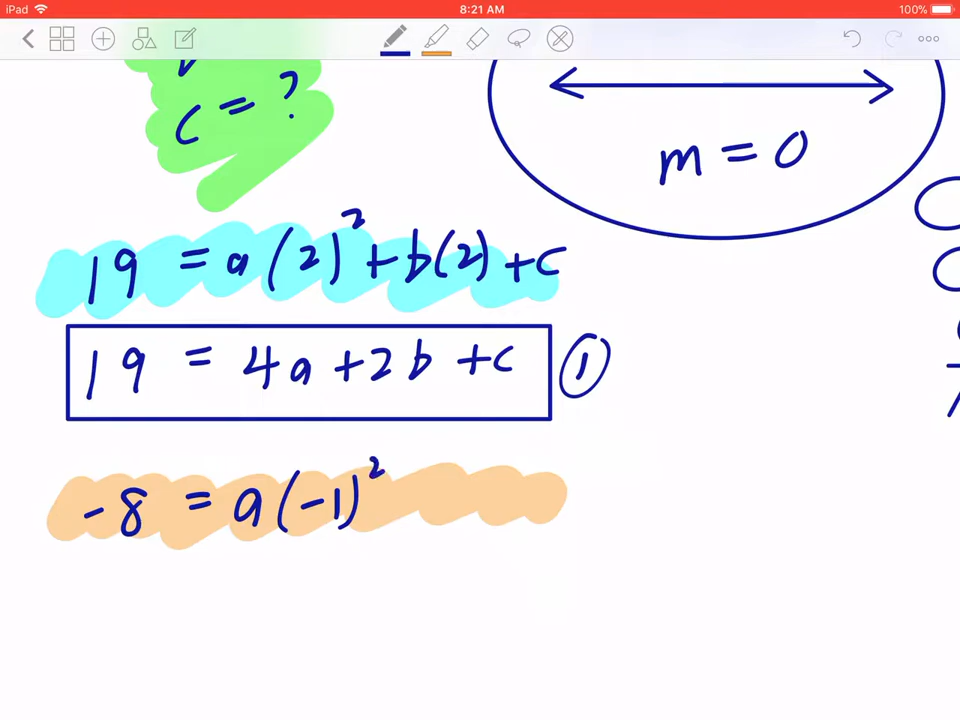 iPad 8:21 AM 100%
c = ?
m = 0
19 = a(2)² + b(2) + c
19 = 4a + 2b + c ①
-8 = a(-1)²